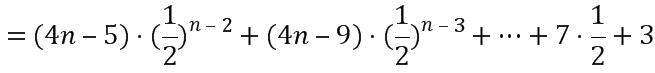 = (4n – 5) · (1/2)^{n – 2} + (4n – 9) · (1/2)^{n – 3} + ⋯ + 7 · 1/2 + 3